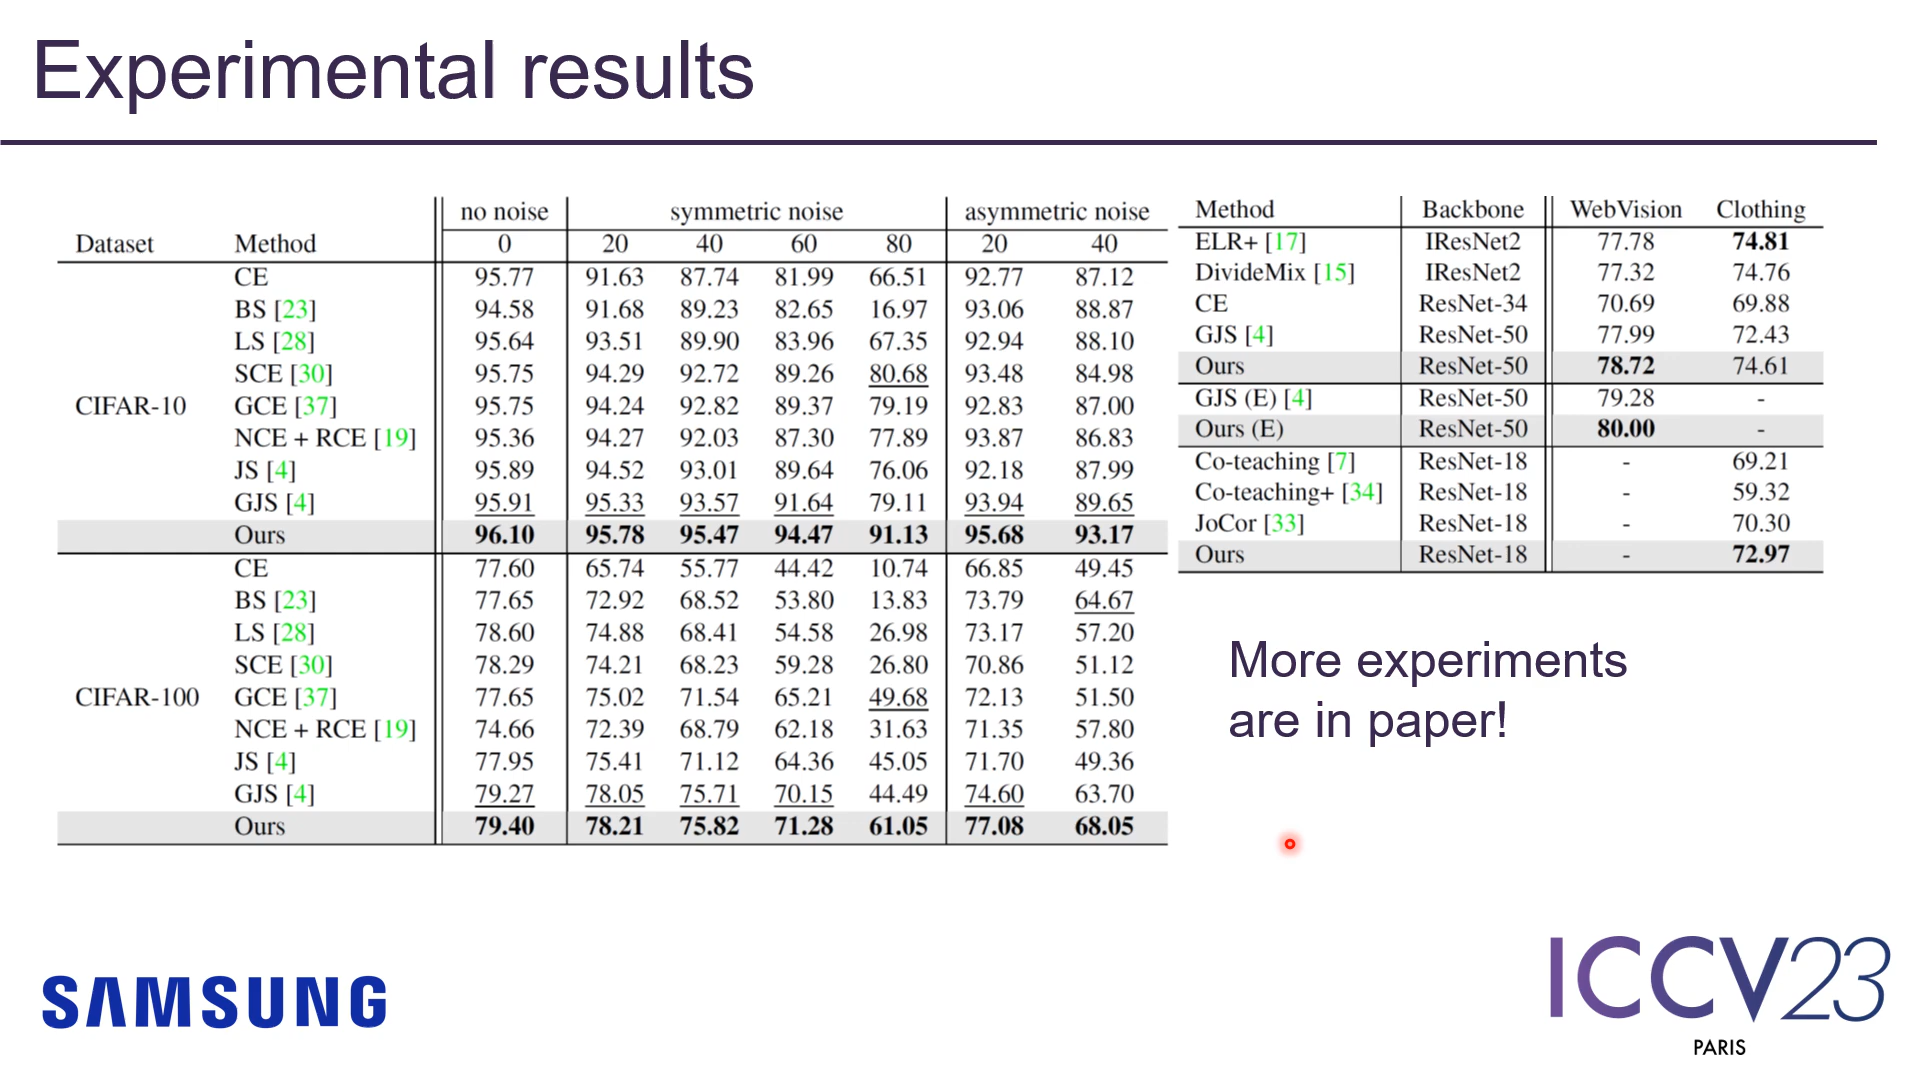 Experimental results
no noise symmetric noise asymmetric noise
Dataset Method 0 20 40 60 80 20 40
CE 95.77 91.63 87.74 81.99 66.51 92.77 87.12
BS [23] 94.58 91.68 89.23 82.65 16.97 93.06 88.87
LS [28] 95.64 93.51 89.90 83.96 67.35 92.94 88.10
SCE [30] 95.75 94.29 92.72 89.26 80.68 93.48 84.98
CIFAR-10 GCE [37] 95.75 94.24 92.82 89.37 79.19 92.83 87.00
NCE + RCE [19] 95.36 94.27 92.03 87.30 77.89 93.87 86.83
JS [4] 95.89 94.52 93.01 89.64 76.06 92.18 87.99
GJS [4] 95.91 95.33 93.57 91.64 79.11 93.94 89.65
Ours 96.10 95.78 95.47 94.47 91.13 95.68 93.17
CE 77.60 65.74 55.77 44.42 10.74 66.85 49.45
BS [23] 77.65 72.92 68.52 53.80 13.83 73.79 64.67
LS [28] 78.60 74.88 68.41 54.58 26.98 73.17 57.20
SCE [30] 78.29 74.21 68.23 59.28 26.80 70.86 51.12
CIFAR-100 GCE [37] 77.65 75.02 71.54 65.21 49.68 72.13 51.50
NCE + RCE [19] 74.66 72.39 68.79 62.18 31.63 71.35 57.80
JS [4] 77.95 75.41 71.12 64.36 45.05 71.70 49.36
GJS [4] 79.27 78.05 75.71 70.15 44.49 74.60 63.70
Ours 79.40 78.21 75.82 71.28 61.05 77.08 68.05
Method Backbone WebVision Clothing
ELR+ [17] IResNet2 77.78 74.81
DivideMix [15] IResNet2 77.32 74.76
CE ResNet-34 70.69 69.88
GJS [4] ResNet-50 77.99 72.43
Ours ResNet-50 78.72 74.61
GJS (E) [4] ResNet-50 79.28 -
Ours (E) ResNet-50 80.00 -
Co-teaching [7] ResNet-18 - 69.21
Co-teaching+ [34] ResNet-18 - 59.32
JoCor [33] ResNet-18 - 70.30
Ours ResNet-18 - 72.97
More experiments
are in paper!
SAMSUNG
ICCV23
PARIS